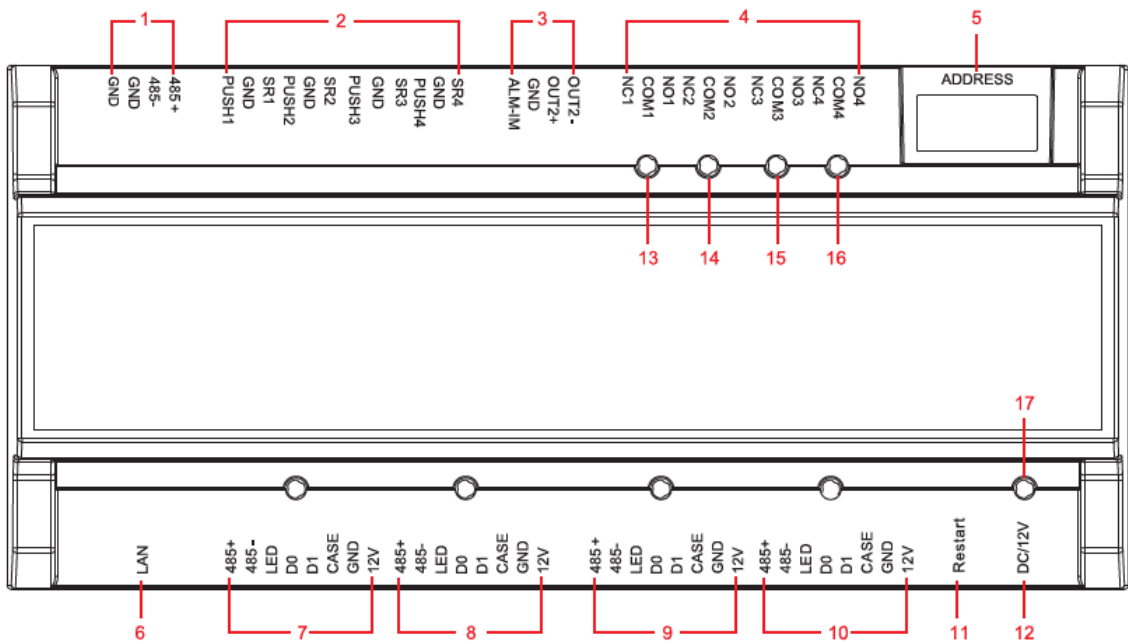 1
2
3
4
5
GND
GND
485-
485+
PUSH1
GND
SR1
PUSH2
GND
SR2
PUSH3
GND
SR3
PUSH4
GND
SR4
ALM-IM
GND
OUT2+
OUT2-
NC1
COM1
NO1
NC2
COM2
NO2
NC3
COM3
NO3
NC4
COM4
NO4
ADDRESS
13
14
15
16
17
LAN
485+
485-
LED
D0
D1
CASE
GND
12V
485+
485-
LED
D0
D1
CASE
GND
12V
485+
485-
LED
D0
D1
CASE
GND
12V
485+
485-
LED
D0
D1
CASE
GND
12V
Restart
DC/12V
6
7
8
9
10
11
12